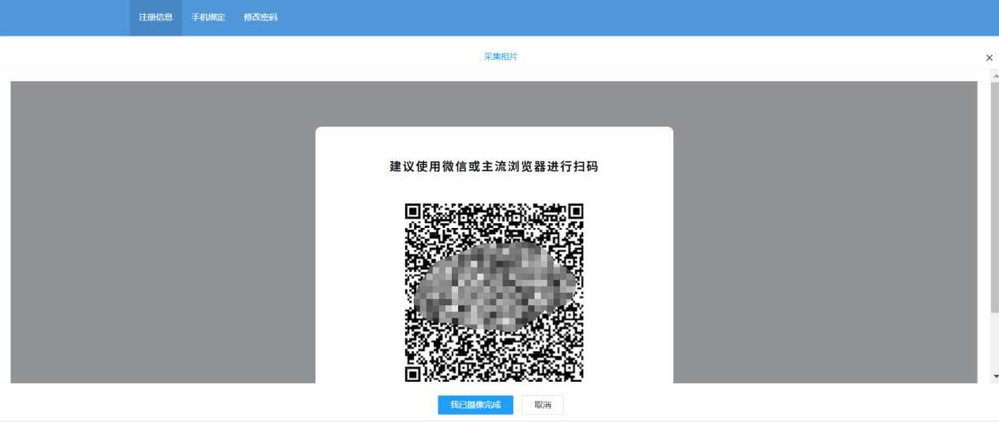 注册信息 手机绑定 修改密码
采集相片
建议使用微信或主流浏览器进行扫码
我已摄像完成 取消